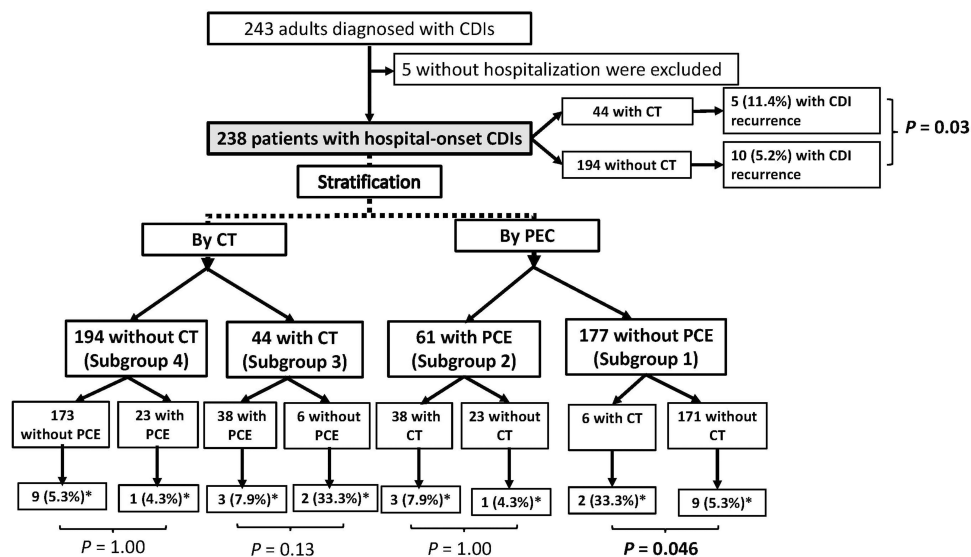 243 adults diagnosed with CDIs
5 without hospitalization were excluded
238 patients with hospital-onset CDIs
44 with CT
5 (11.4%) with CDI
recurrence
194 without CT
10 (5.2%) with CDI
recurrence
P = 0.03
Stratification
By CT
By PEC
194 without CT
(Subgroup 4)
44 with CT
(Subgroup 3)
61 with PCE
(Subgroup 2)
177 without PCE
(Subgroup 1)
173
without PCE
23 with
PCE
38 with
PCE
6 without
PCE
38 with
CT
23 without
CT
6 with CT
171 without
CT
9 (5.3%)*
1 (4.3%)*
3 (7.9%)*
2 (33.3%)*
3 (7.9%)*
1 (4.3%)*
2 (33.3%)*
9 (5.3%)*
P = 1.00
P = 0.13
P = 1.00
P = 0.046